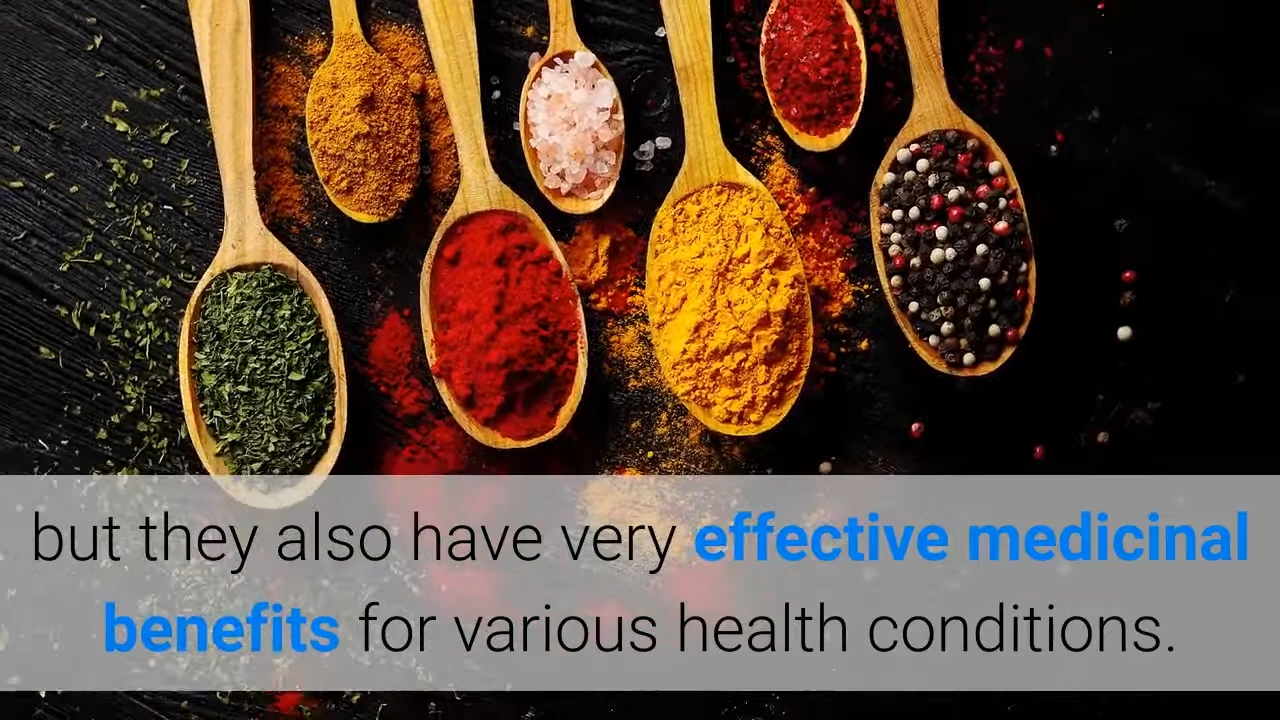 but they also have very effective medicinal
benefits for various health conditions.